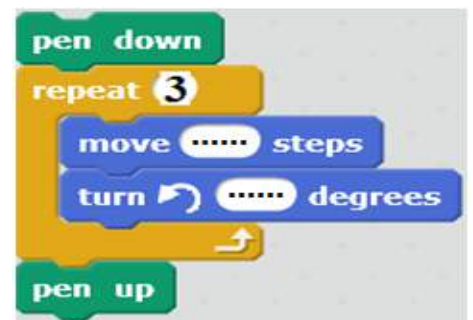 pen down
repeat 3
move ...... steps
turn ...... degrees
pen up